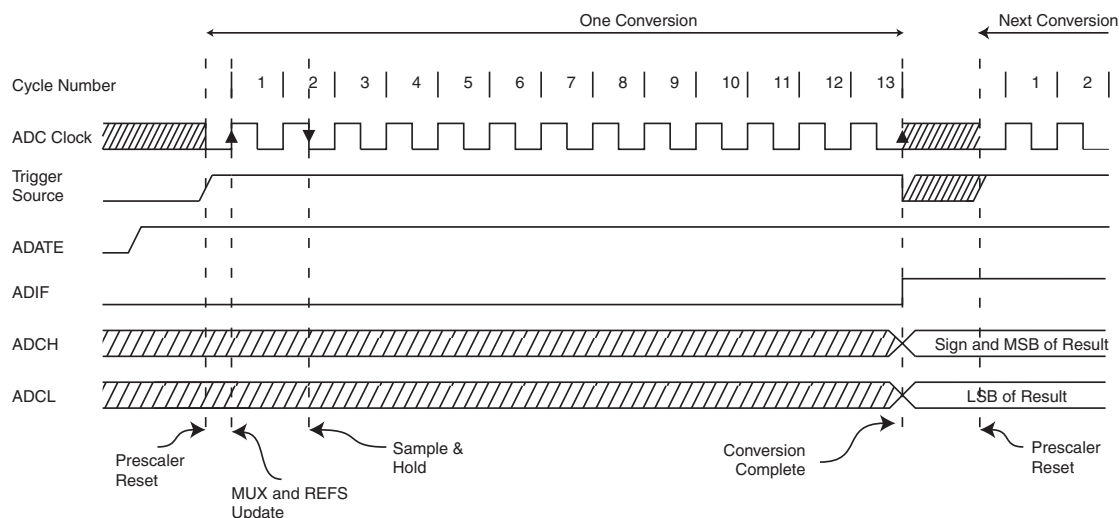 One Conversion
Next Conversion
Cycle Number 1 2 3 4 5 6 7 8 9 10 11 12 13 1 2
ADC Clock
Trigger
Source
ADATE
ADIF
ADCH
Sign and MSB of Result
ADCL
LSB of Result
Prescaler
Reset
MUX and REFS
Update
Sample &
Hold
Conversion
Complete
Prescaler
Reset